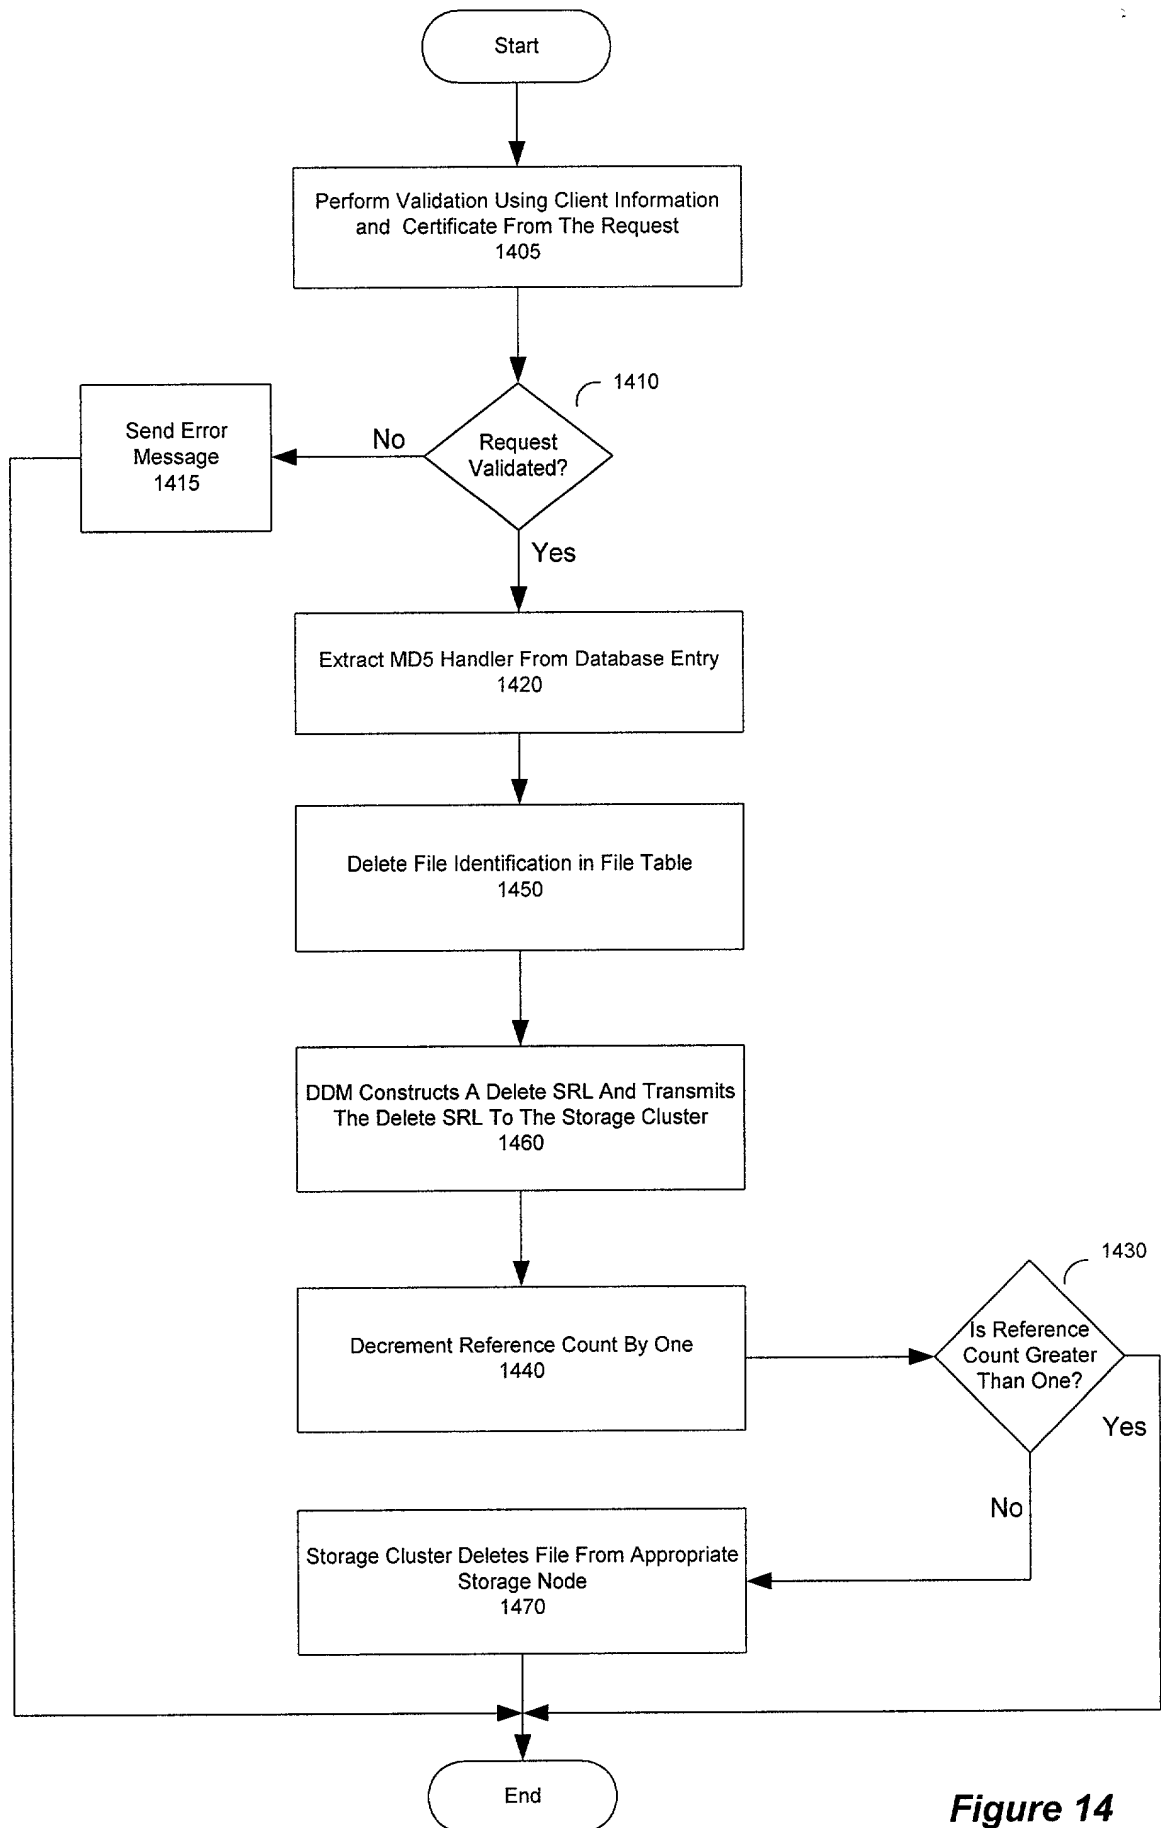 Start
Perform Validation Using Client Information
and Certificate From The Request
1405
1410
Send Error
Message
1415
No
Request
Validated?
Yes
Extract MD5 Handler From Database Entry
1420
Delete File Identification in File Table
1450
DDM Constructs A Delete SRL And Transmits
The Delete SRL To The Storage Cluster
1460
1430
Decrement Reference Count By One
1440
Is Reference
Count Greater
Than One?
Yes
No
Storage Cluster Deletes File From Appropriate
Storage Node
1470
End
Figure 14